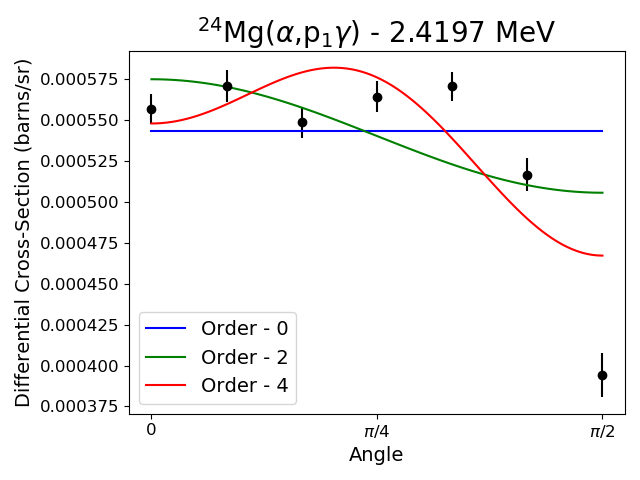 ²⁴Mg(α,p₁γ) - 2.4197 MeV
Differential Cross-Section (barns/sr)
0.000575
0.000550
0.000525
0.000500
0.000475
0.000450
0.000425
0.000400
0.000375
Order - 0
Order - 2
Order - 4
0 π/4 π/2
Angle